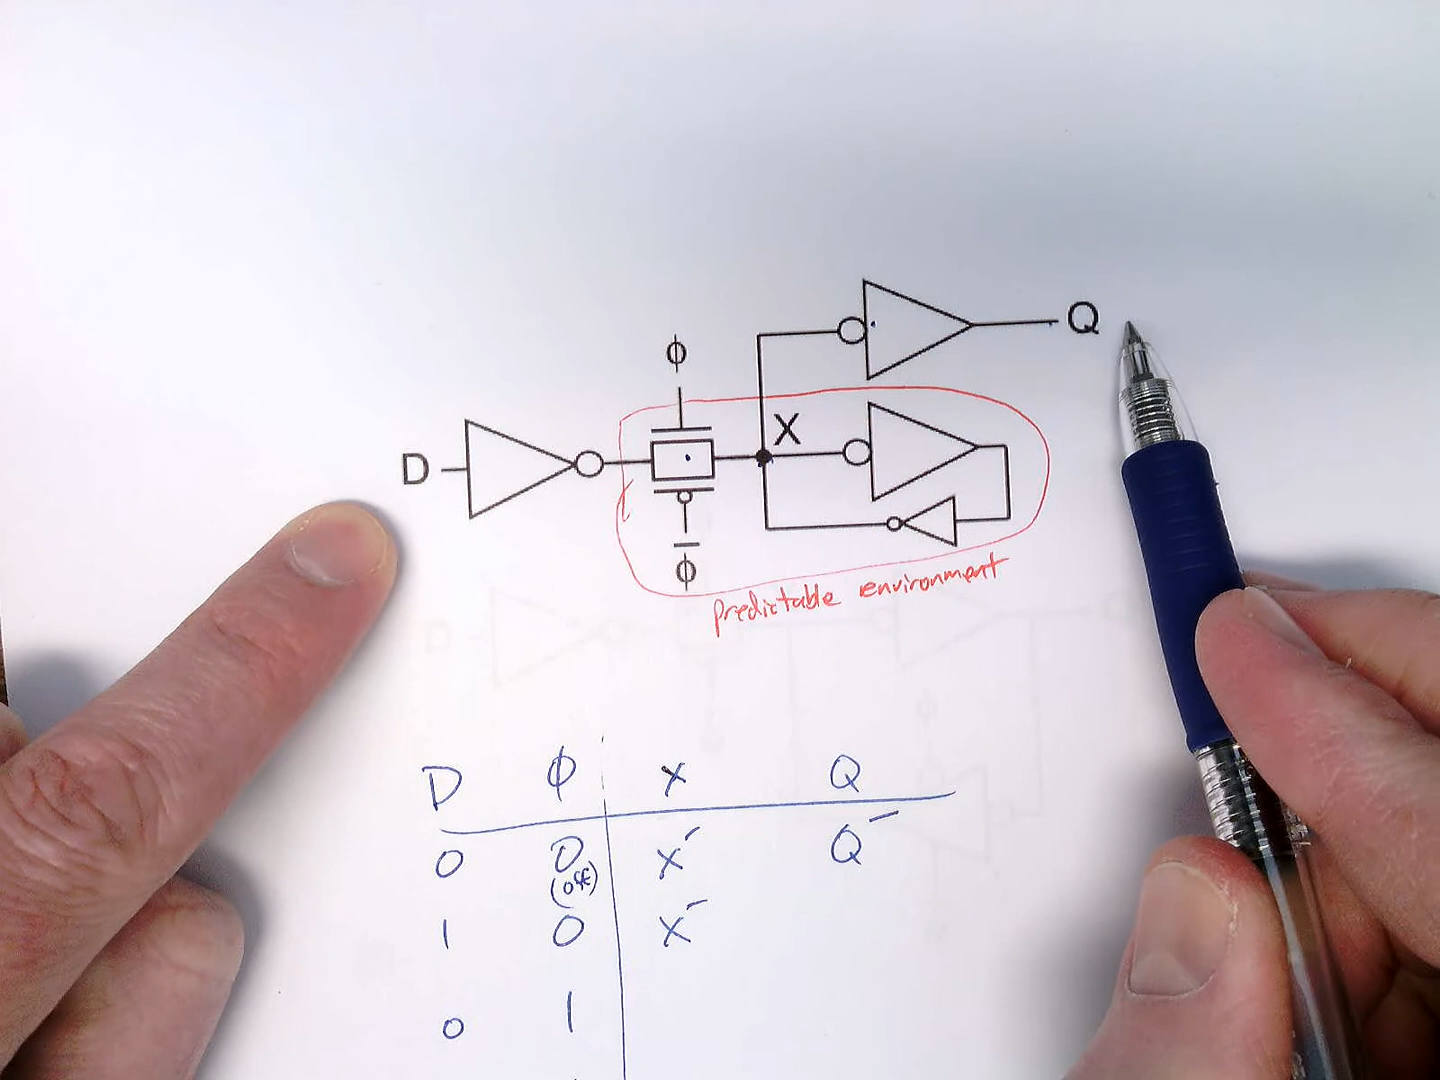 ϕ
Q
X
D
ϕ̅
predictable environment
D ϕ X Q
0 0 X⁻ Q⁻
(off)
1 0 X⁻
0 1